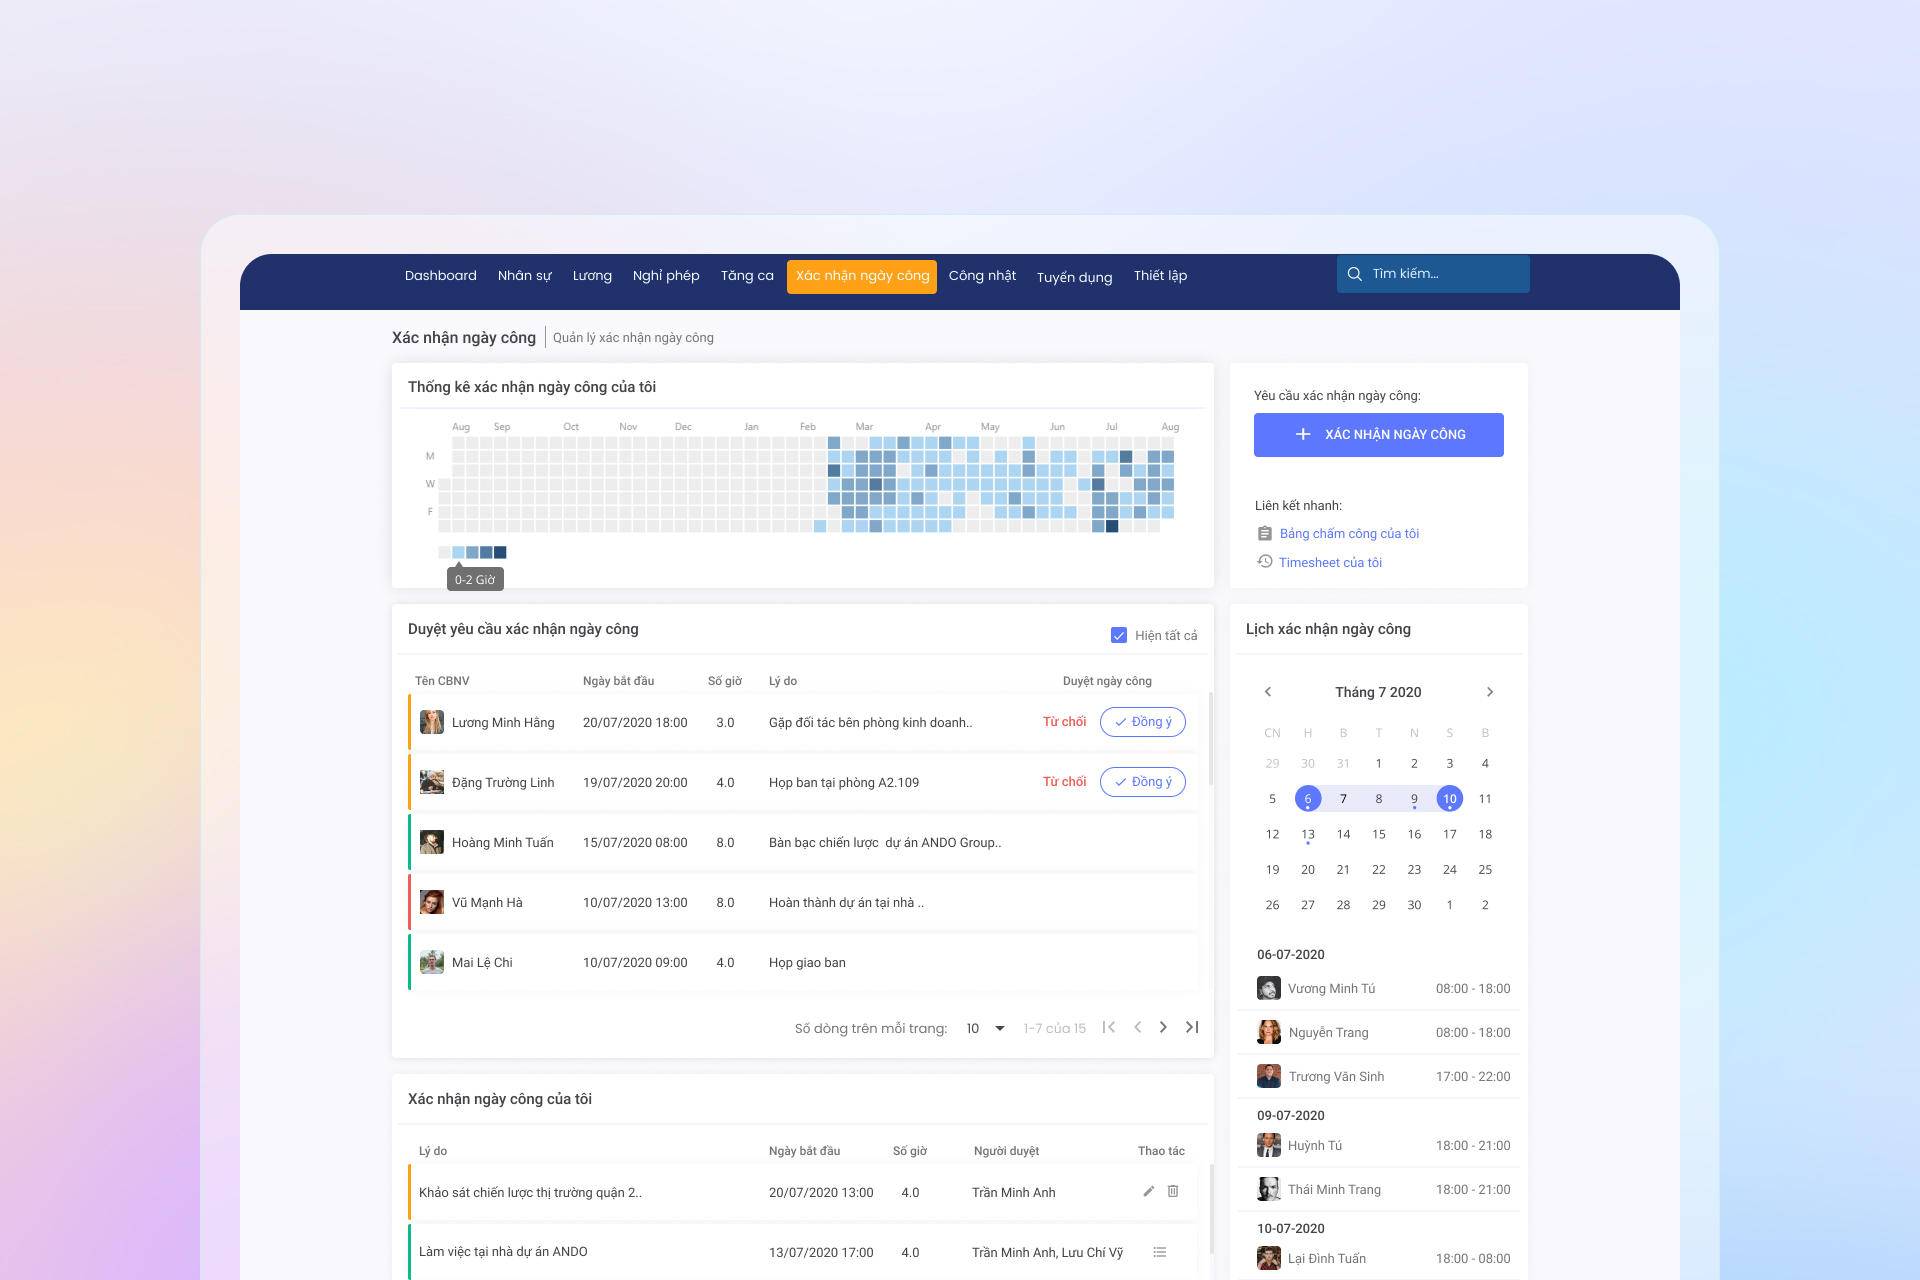 Dashboard Nhân sự Lương Nghỉ phép Tăng ca Xác nhận ngày công Công nhật Tuyển dụng Thiết lập Tìm kiếm...
Xác nhận ngày công Quản lý xác nhận ngày công
Thống kê xác nhận ngày công của tôi
Aug Sep Oct Nov Dec Jan Feb Mar Apr May Jun Jul Aug
M
W
F
0-2 Giờ
Yêu cầu xác nhận ngày công:
XÁC NHẬN NGÀY CÔNG
Liên kết nhanh:
Bảng chấm công của tôi
Timesheet của tôi
Duyệt yêu cầu xác nhận ngày công
Hiện tất cả
Tên CBNV Ngày bắt đầu Số giờ Lý do Duyệt ngày công
Lương Minh Hằng 20/07/2020 18:00 3.0 Gặp đối tác bên phòng kinh doanh.. Từ chối Đồng ý
Đặng Trường Linh 19/07/2020 20:00 4.0 Họp ban tại phòng A2.109 Từ chối Đồng ý
Hoàng Minh Tuấn 15/07/2020 08:00 8.0 Bàn bạc chiến lược dự án ANDO Group..
Vũ Mạnh Hà 10/07/2020 13:00 8.0 Hoàn thành dự án tại nhà ..
Mai Lệ Chi 10/07/2020 09:00 4.0 Họp giao ban
Số dòng trên mỗi trang: 10 1-7 của 15
Xác nhận ngày công của tôi
Lý do Ngày bắt đầu Số giờ Người duyệt Thao tác
Khảo sát chiến lược thị trường quận 2.. 20/07/2020 13:00 4.0 Trần Minh Anh
Làm việc tại nhà dự án ANDO 13/07/2020 17:00 4.0 Trần Minh Anh, Lưu Chí Vỹ
Lịch xác nhận ngày công
Tháng 7 2020
CN H B T N S B
29 30 31 1 2 3 4
5 6 7 8 9 10 11
12 13 14 15 16 17 18
19 20 21 22 23 24 25
26 27 28 29 30 1 2
06-07-2020
Vương Minh Tú 08:00 - 18:00
Nguyễn Trang 08:00 - 18:00
Trương Văn Sinh 17:00 - 22:00
09-07-2020
Huỳnh Tú 18:00 - 21:00
Thái Minh Trang 18:00 - 21:00
10-07-2020
Lại Đình Tuấn 18:00 - 08:00